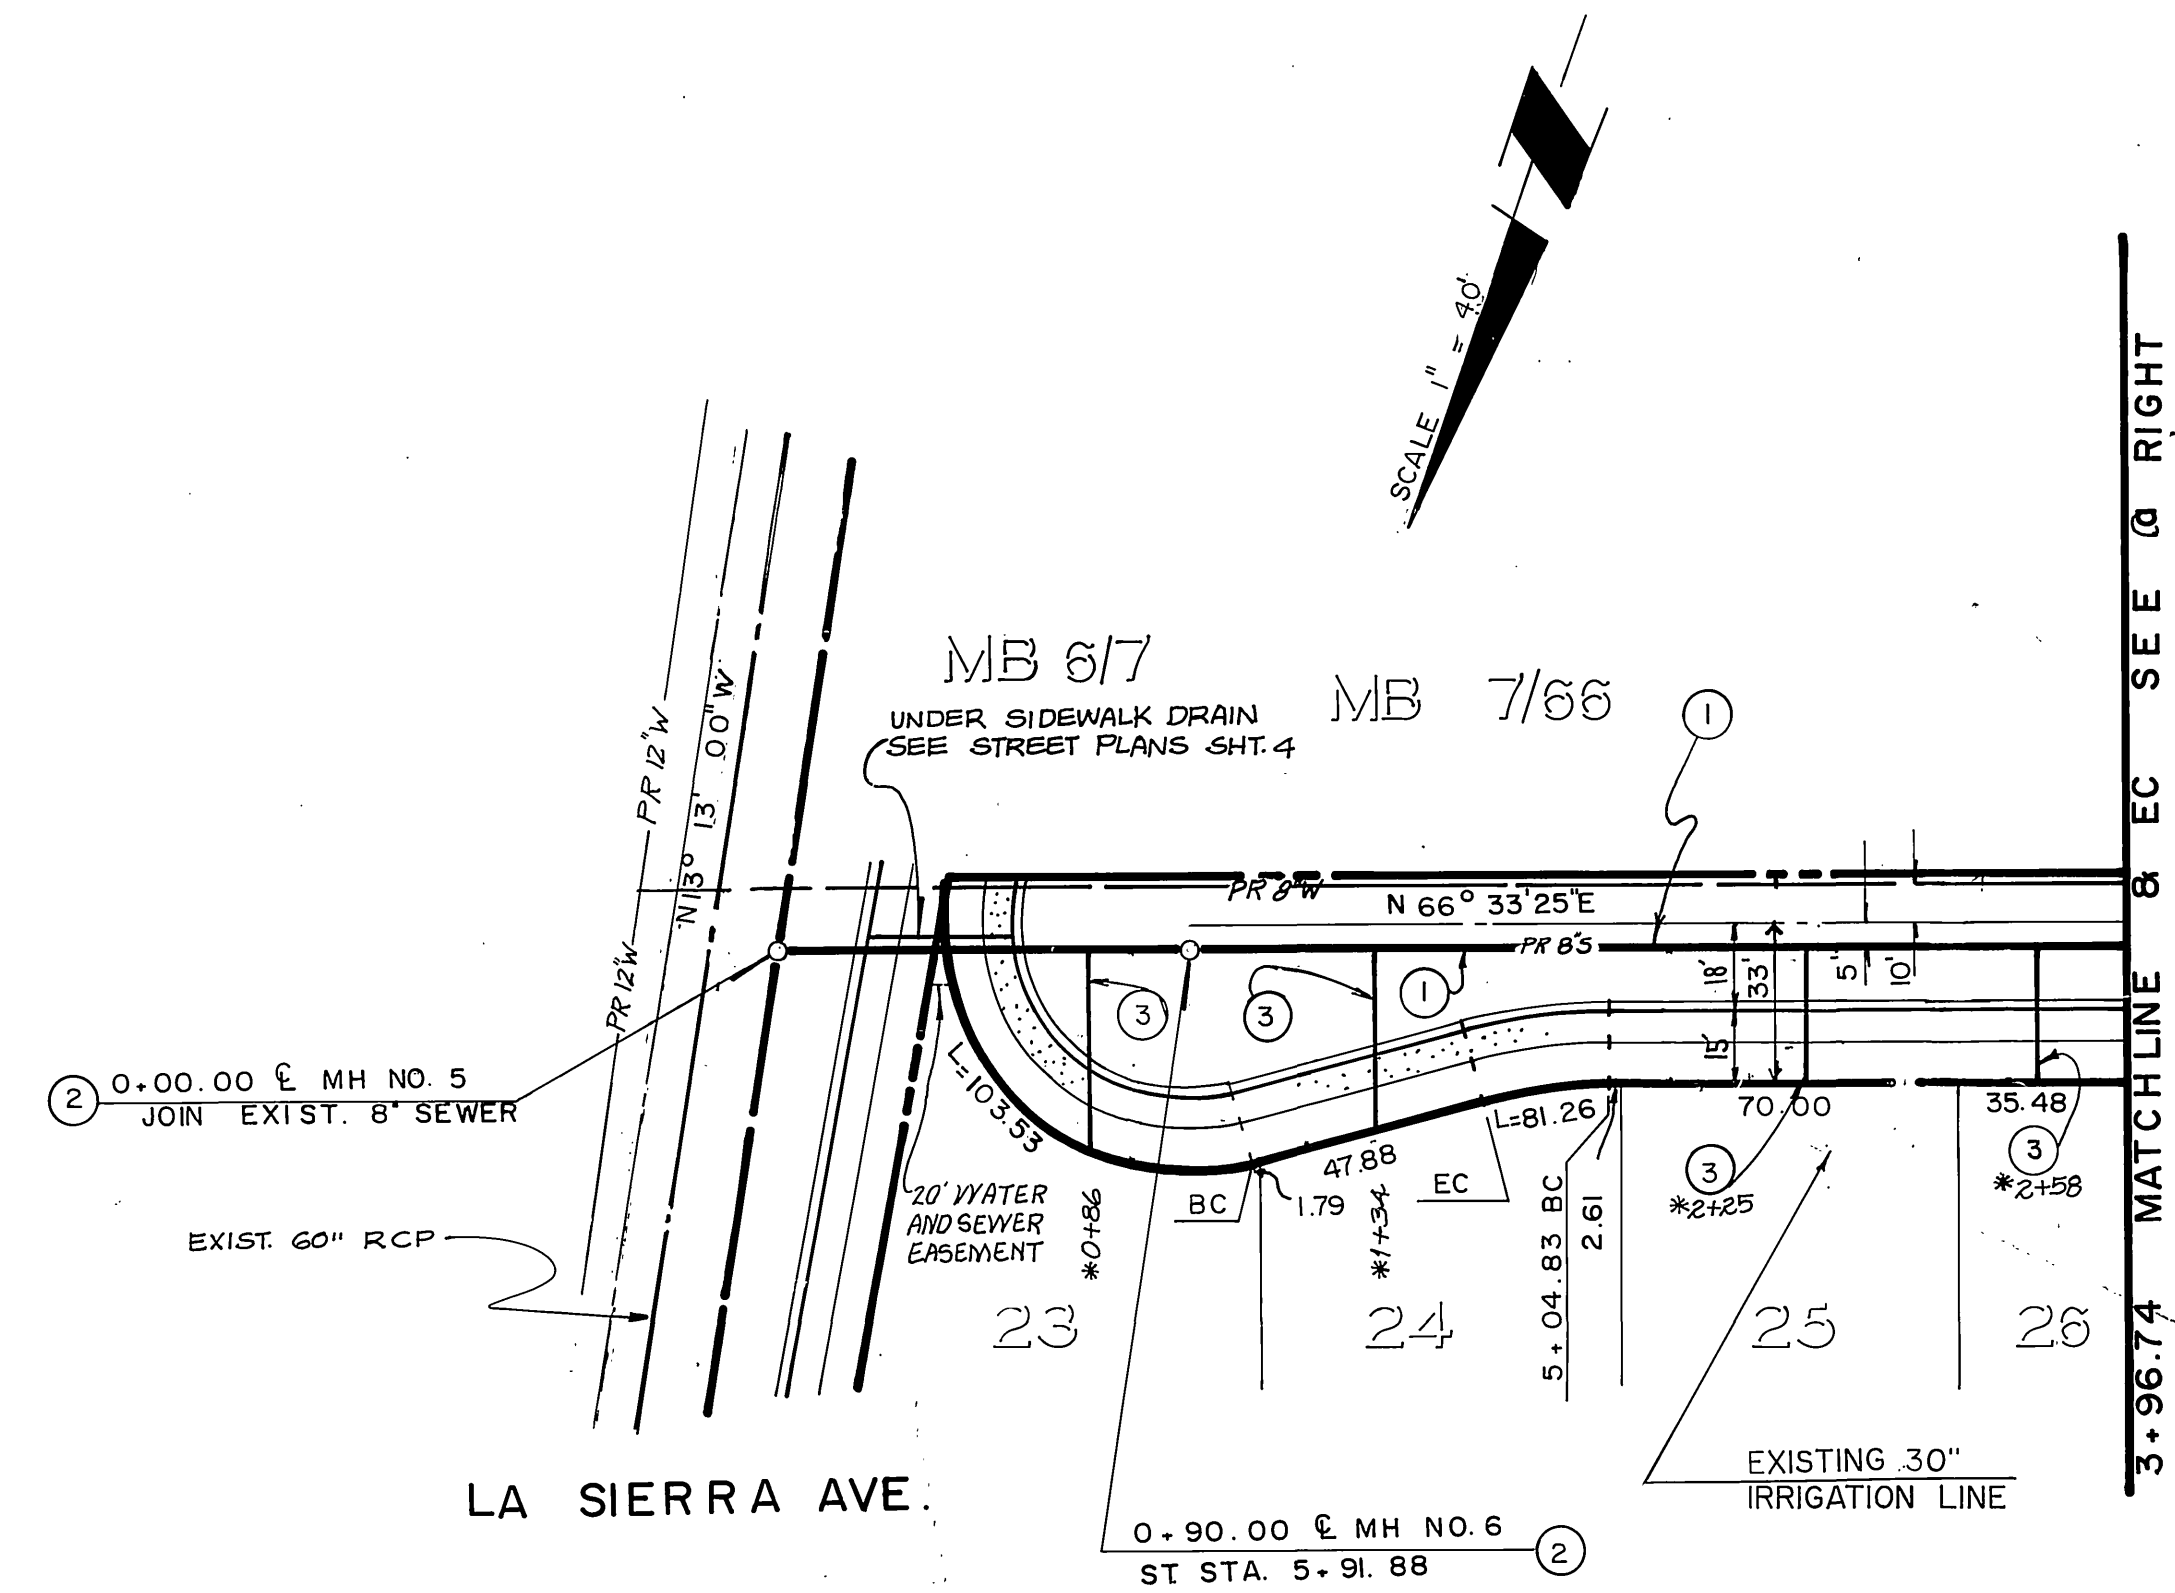 SCALE 1" = 40'
MB 6/7
MB 7/66
UNDER SIDEWALK DRAIN
SEE STREET PLANS SHT. 4
1
PR 12"W
N13° 13' 00"W
PR 12"W
PR 8"W
N 66° 33' 25"E
PR 8"S
18'
33'
5'
10'
15'
1
3
3
2
0+00.00 ℄ MH NO. 5
JOIN EXIST. 8" SEWER
L=103.53
L=81.26
70.00
35.48
47.88
1.79
BC
EC
5+04.83 BC
2.61
3
*2+25
3
*2+58
20' WATER
AND SEWER
EASEMENT
*0+86
*1+34
EXIST. 60" RCP
23
24
25
26
EXISTING 30"
IRRIGATION LINE
LA SIERRA AVE.
0+90.00 ℄ MH NO. 6
ST. STA. 5+91.88
2
3+96.74 MATCHLINE & EC SEE @ RIGHT